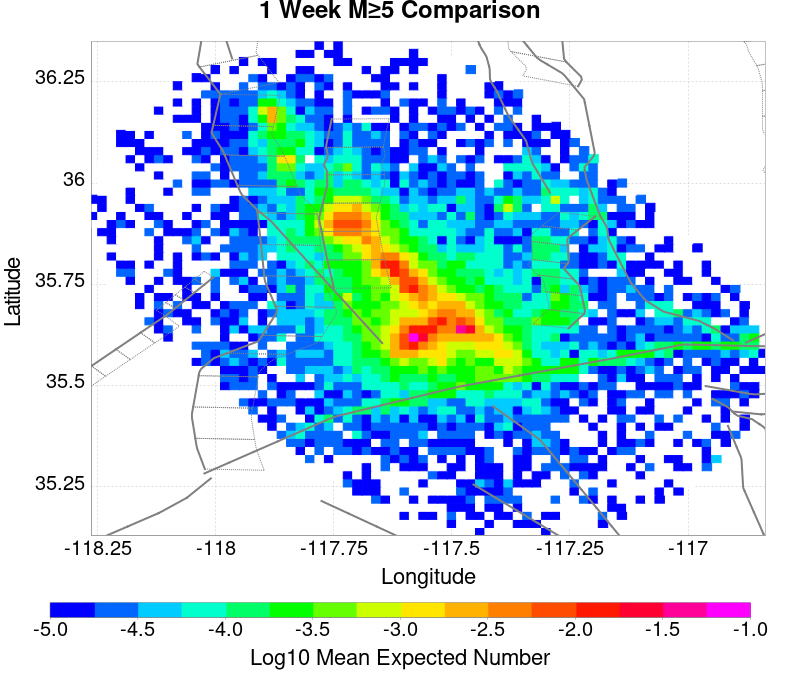 1 Week M≥5 Comparison
36.25
36
35.75
35.5
35.25
Latitude
-118.25 -118 -117.75 -117.5 -117.25 -117
Longitude
-5.0 -4.5 -4.0 -3.5 -3.0 -2.5 -2.0 -1.5 -1.0
Log10 Mean Expected Number